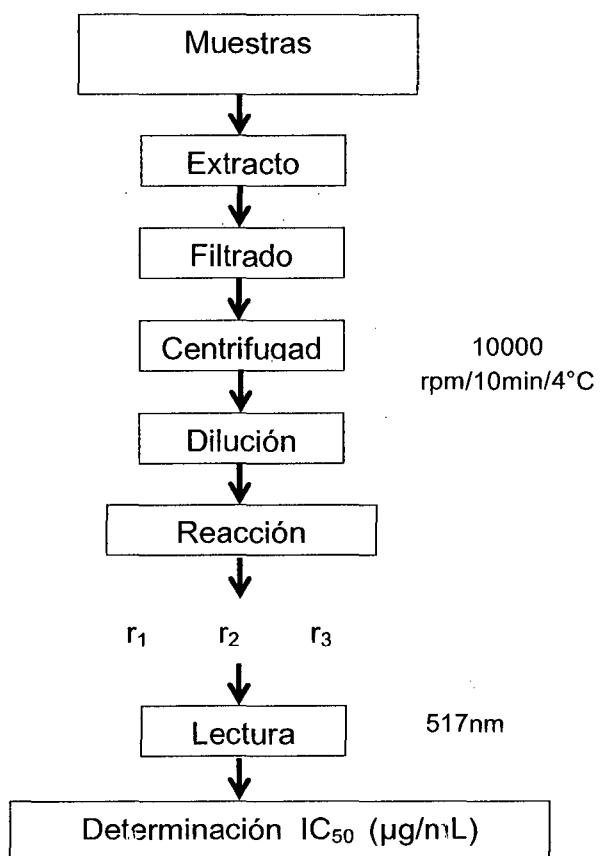 Muestras
Extracto
Filtrado
Centrifugad
10000
rpm/10min/4°C
Dilución
Reacción
r₁ r₂ r₃
Lectura
517nm
Determinación IC₅₀ (µg/mL)